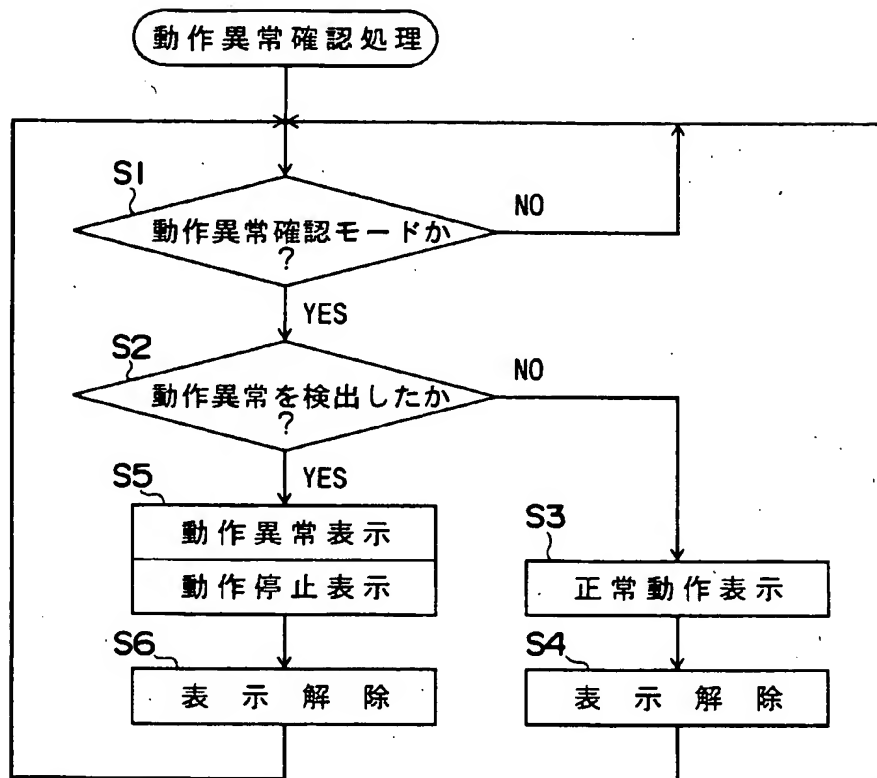 動作異常確認処理
S1
動作異常確認モードか
?
NO
YES
S2
動作異常を検出したか
?
NO
YES
S5
動作異常表示
動作停止表示
S3
正常動作表示
S6
表示解除
S4
表示解除